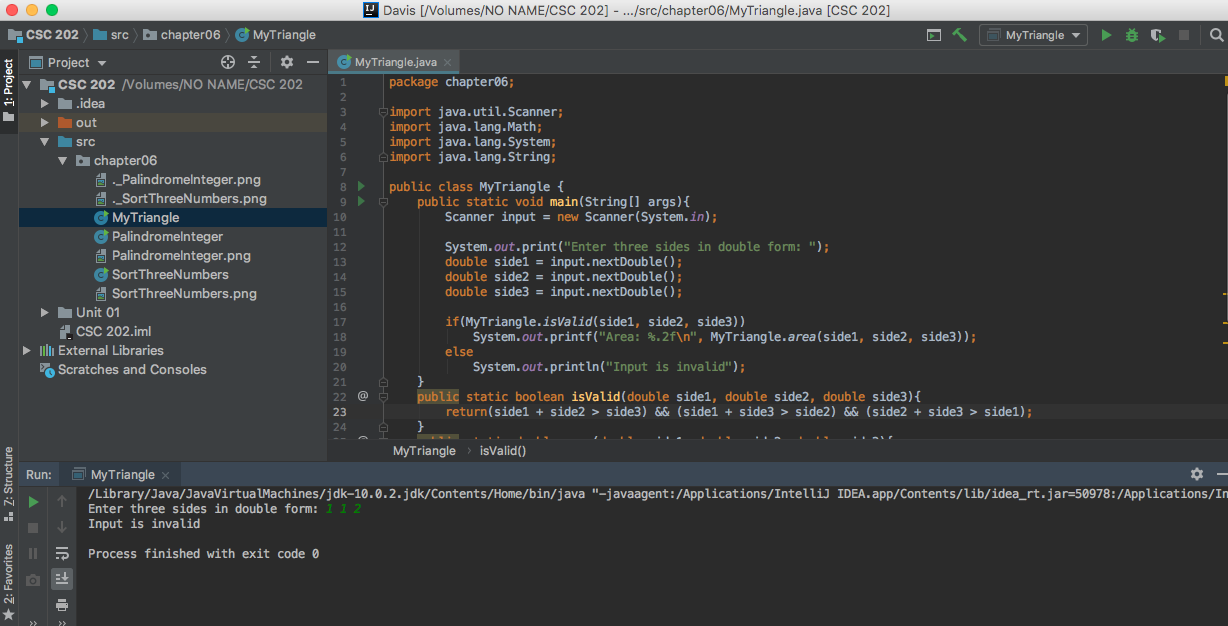 Davis [/Volumes/NO NAME/CSC 202] - .../src/chapter06/MyTriangle.java [CSC 202]
CSC 202 src chapter06 MyTriangle
MyTriangle
1: Project
Project
CSC 202 /Volumes/NO NAME/CSC 202
.idea
out
src
chapter06
._PalindromeInteger.png
._SortThreeNumbers.png
MyTriangle
PalindromeInteger
PalindromeInteger.png
SortThreeNumbers
SortThreeNumbers.png
Unit 01
CSC 202.iml
External Libraries
Scratches and Consoles
MyTriangle.java
1 package chapter06;
2
3 import java.util.Scanner;
4 import java.lang.Math;
5 import java.lang.System;
6 import java.lang.String;
7
8 public class MyTriangle {
9 public static void main(String[] args){
10 Scanner input = new Scanner(System.in);
11
12 System.out.print("Enter three sides in double form: ");
13 double side1 = input.nextDouble();
14 double side2 = input.nextDouble();
15 double side3 = input.nextDouble();
16
17 if(MyTriangle.isValid(side1, side2, side3))
18 System.out.printf("Area: %.2f\n", MyTriangle.area(side1, side2, side3));
19 else
20 System.out.println("Input is invalid");
21 }
22 @ public static boolean isValid(double side1, double side2, double side3){
23 return(side1 + side2 > side3) && (side1 + side3 > side2) && (side2 + side3 > side1);
24 }
MyTriangle › isValid()
Z: Structure
2: Favorites
Run: MyTriangle
/Library/Java/JavaVirtualMachines/jdk-10.0.2.jdk/Contents/Home/bin/java "-javaagent:/Applications/IntelliJ IDEA.app/Contents/lib/idea_rt.jar=50978:/Applications/In
Enter three sides in double form: 1 1 2
Input is invalid
Process finished with exit code 0